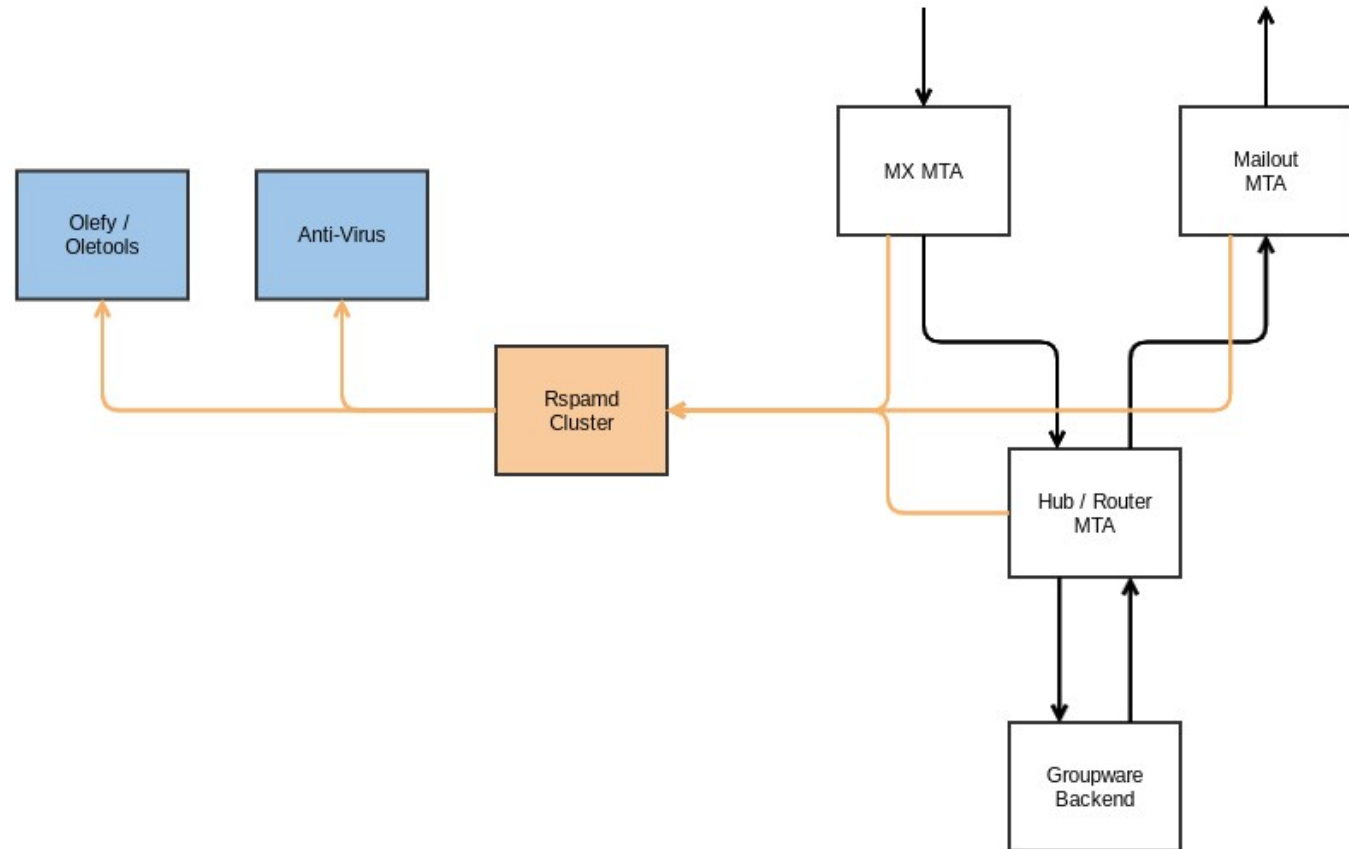 MX MTA
Mailout
MTA
Olefy /
Oletools
Anti-Virus
Rspamd
Cluster
Hub / Router
MTA
Groupware
Backend